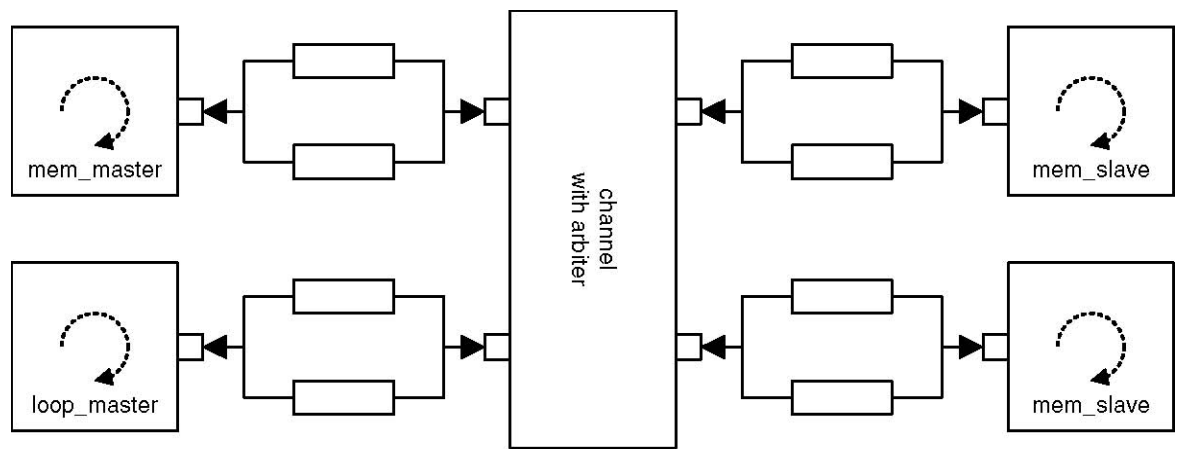 mem_master
mem_slave
channel
with arbiter
loop_master
mem_slave